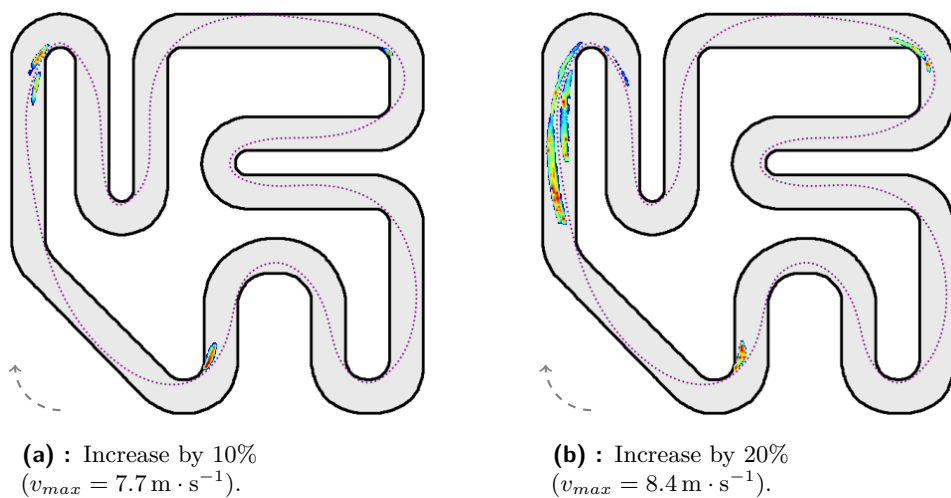 (a) : Increase by 10%
(v_max = 7.7 m · s⁻¹).
(b) : Increase by 20%
(v_max = 8.4 m · s⁻¹).